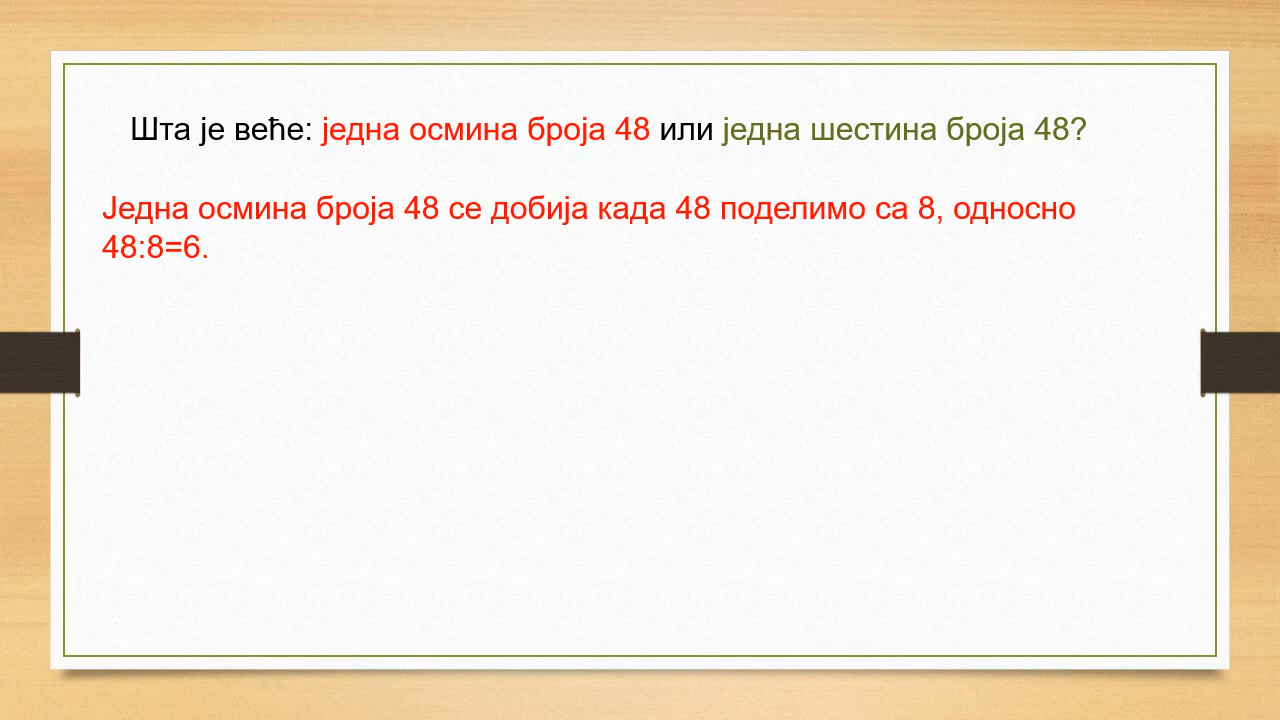 Шта је веће: једна осмина броја 48 или једна шестина броја 48?
Једна осмина броја 48 се добија када 48 поделимо са 8, односно
48:8=6.